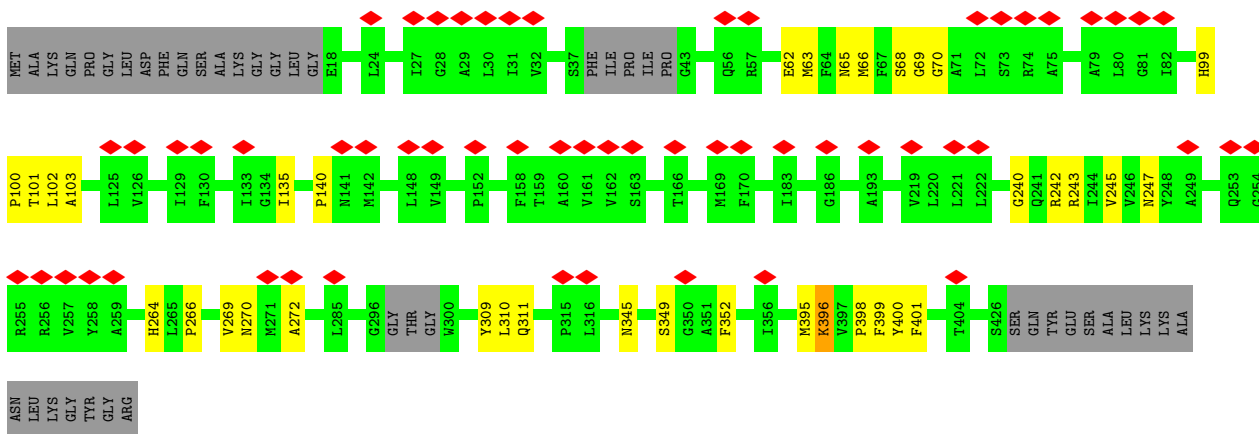 MET ALA LYS GLN PRO GLY LEU ASP PHE GLN SER ALA LYS GLY GLY LEU GLY E18 L24 I27 G28 A29 L30 I31 V32 S37 PHE ILE PRO ILE PRO G43 Q56 R57 E62 M63 F64 N65 M66 F67 S68 G69 G70 A71 L72 S73 R74 A75 A79 L80 G81 I82 H99
P100 T101 L102 A103 L125 V126 I129 F130 I133 G134 I135 P140 N141 M142 L148 V149 P152 F158 T159 A160 V161 V162 S163 T166 M169 F170 I183 G186 A193 V219 L220 L221 L222 G240 Q241 R242 R243 I244 V245 V246 N247 Y248 A249 Q253 G254
R255 R256 V257 Y258 A259 H264 L265 P266 V269 N270 M271 A272 L285 G296 GLY THR GLY W300 Y309 L310 Q311 P315 L316 N345 S349 G350 A351 F352 I356 M395 K396 V397 P398 F399 Y400 F401 T404 S426 SER GLN TYR GLU SER ALA LEU LYS LYS ALA
ASN LEU LYS GLY TYR GLY ARG